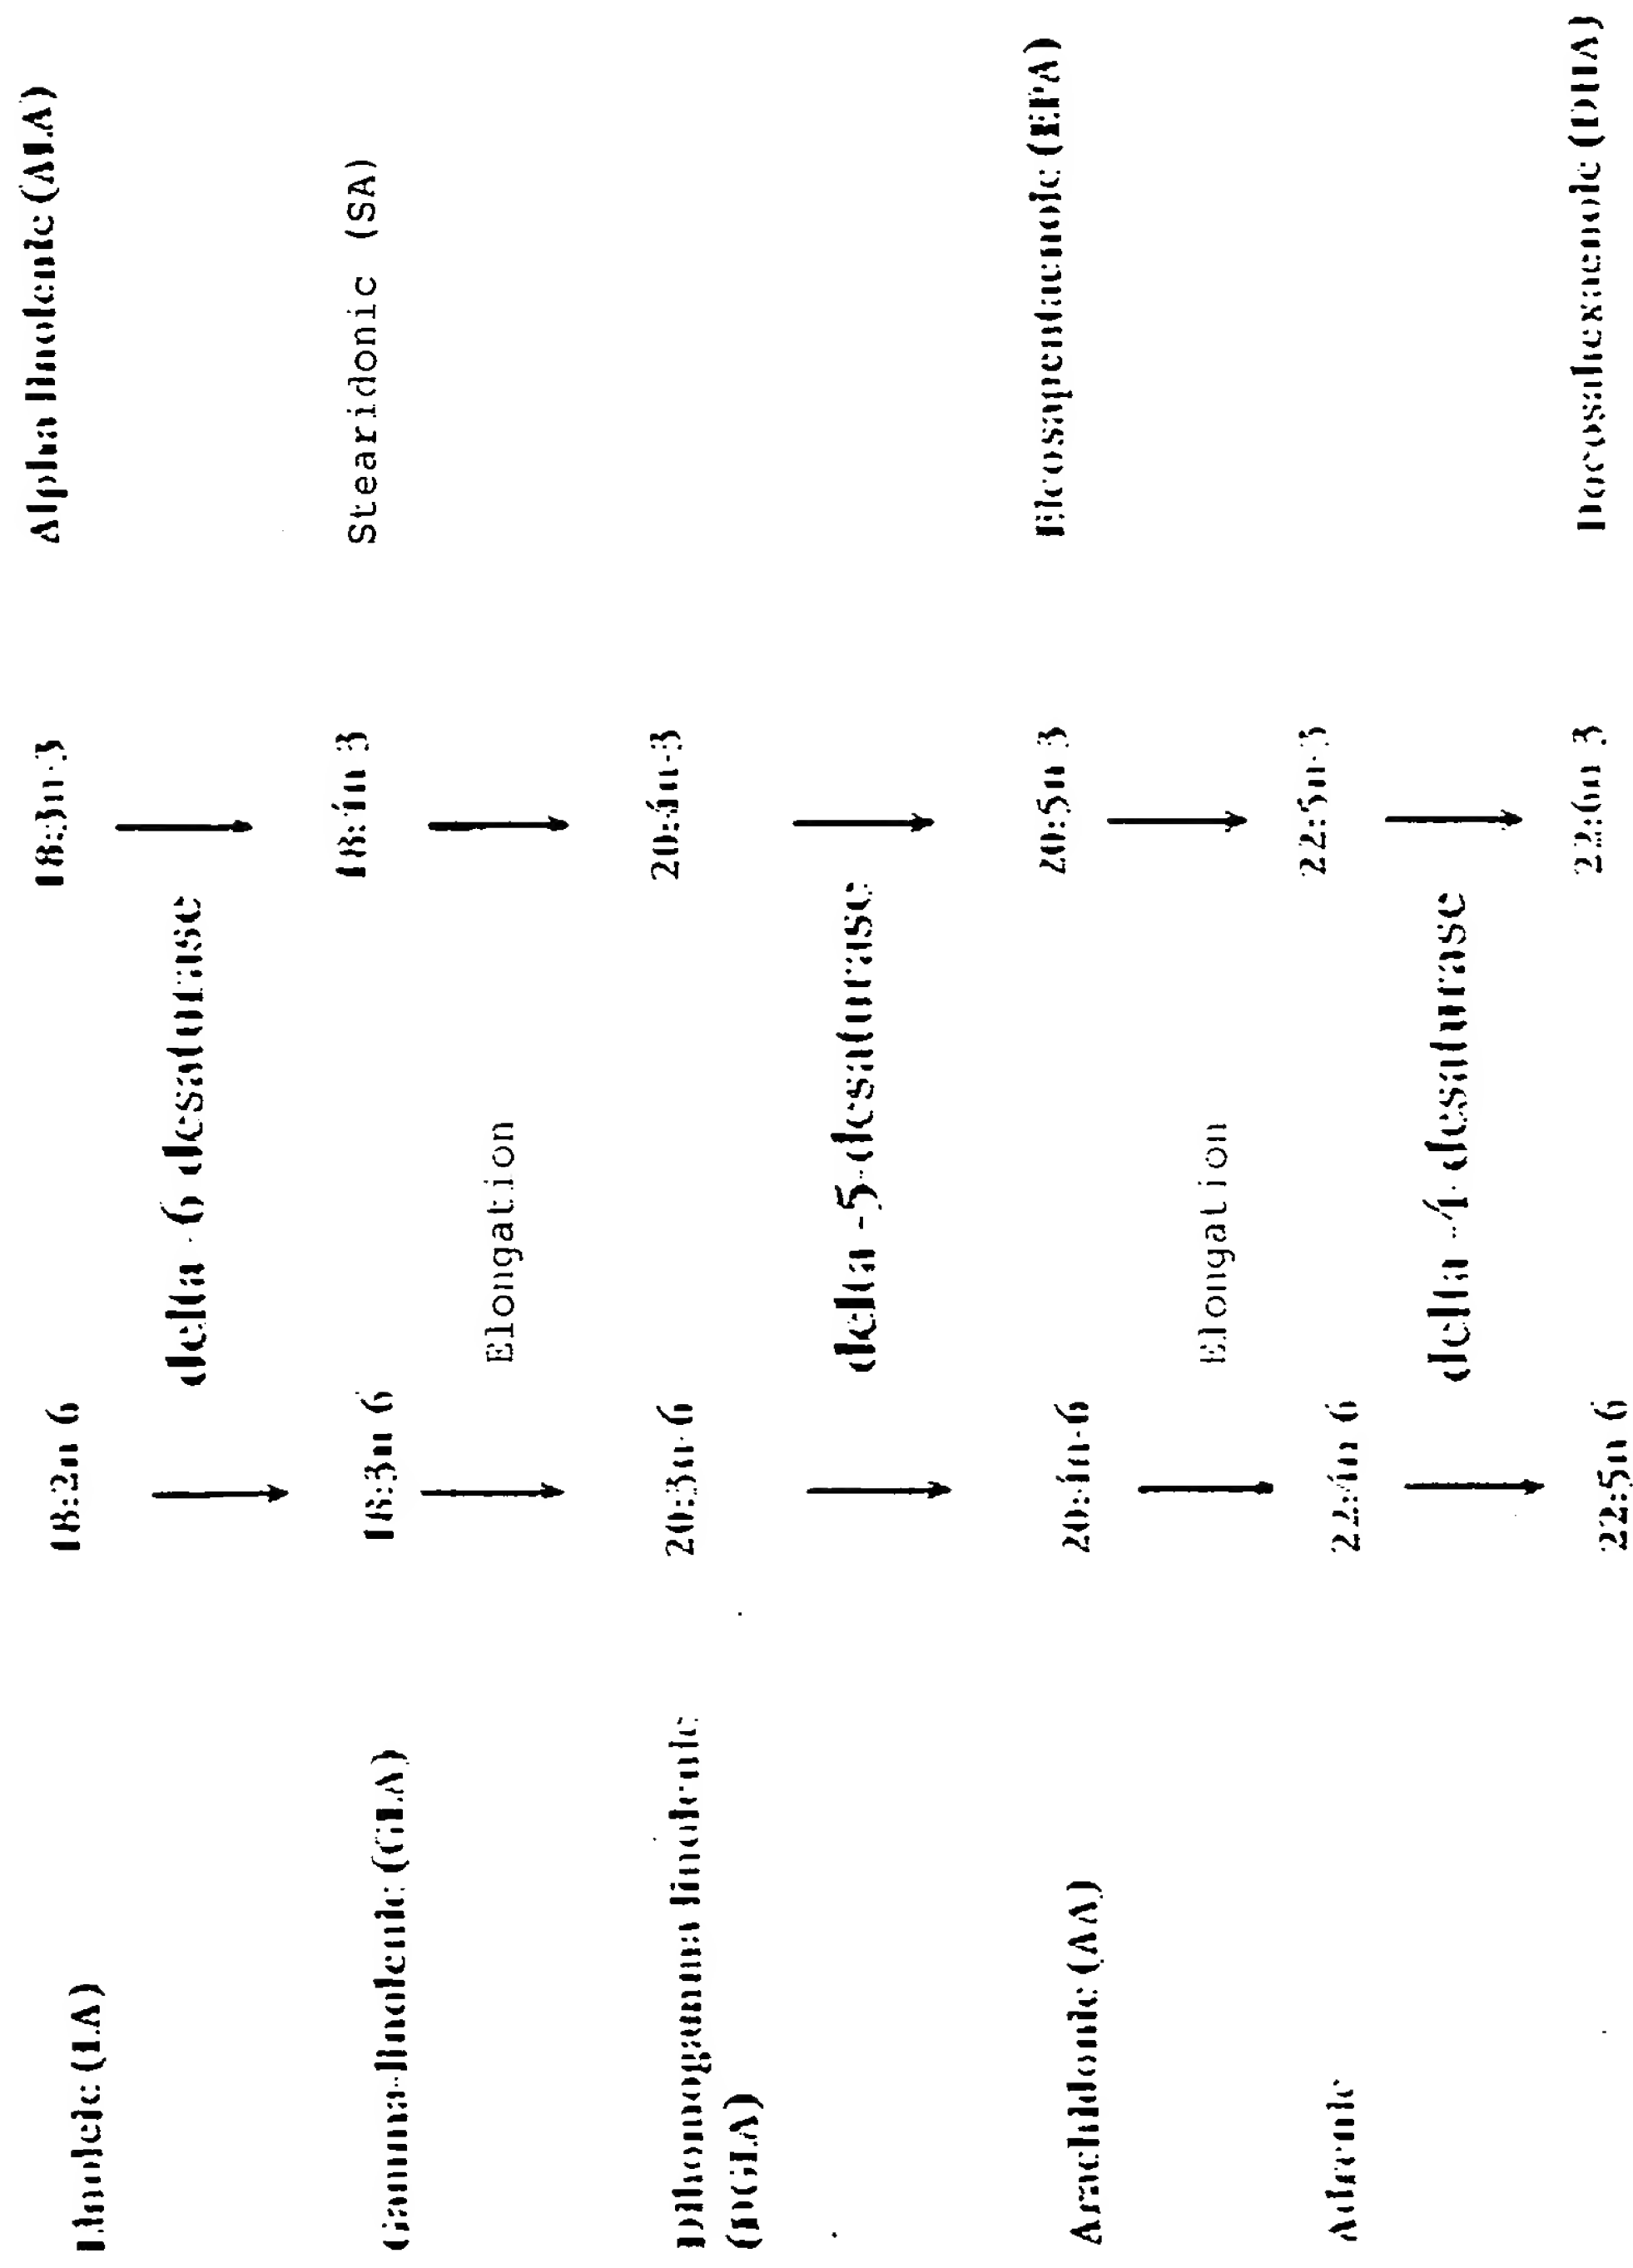 Linoleic (LA) 18:2n-6 18:3n-3 Alpha linolenic (ALA)
delta-6-desaturase
Gamma-linolenic (GLA) 18:3n-6 18:4n-3 Stearidonic (SA)
Elongation
Dihomogamma linolenic 20:3n-6 20:4n-3
(DGLA)
delta-5-desaturase
Arachidonic (AA) 20:4n-6 20:5n-3 Eicosapentaenoic (EPA)
Elongation
Adrenic 22:4n-6 22:5n-3
delta-4-desaturase
22:5n-6 22:6n-3 Docosahexaenoic (DHA)